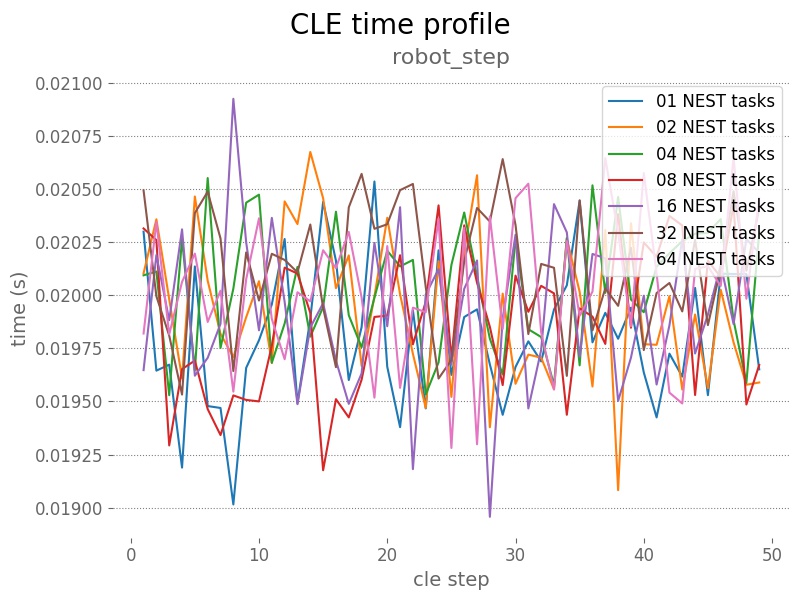 CLE time profile
robot_step
0.02100
0.02075
0.02050
0.02025
0.02000
0.01975
0.01950
0.01925
0.01900
time (s)
01 NEST tasks
02 NEST tasks
04 NEST tasks
08 NEST tasks
16 NEST tasks
32 NEST tasks
64 NEST tasks
0 10 20 30 40 50
cle step